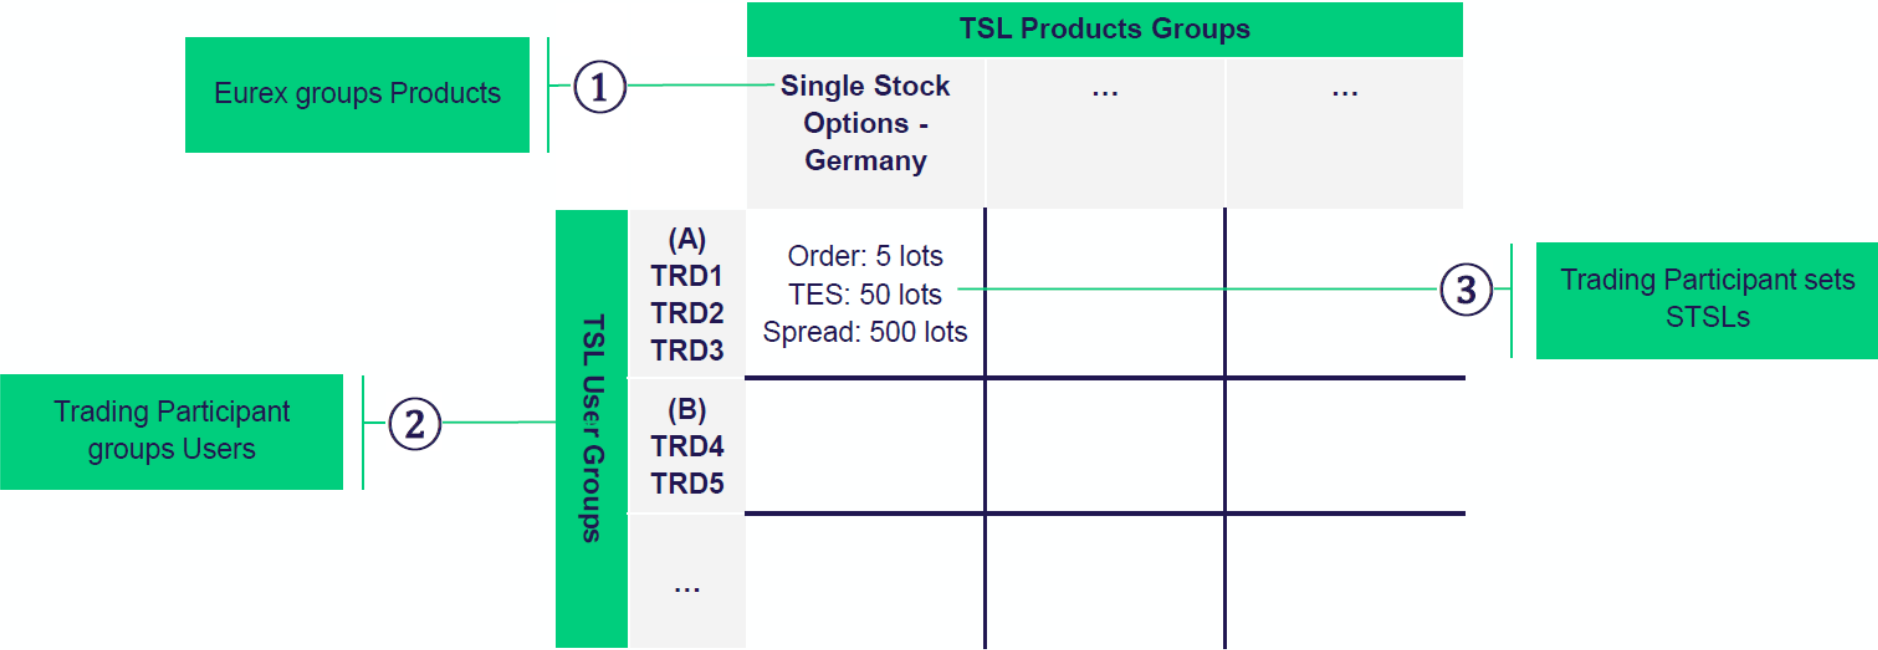 TSL Products Groups
Eurex groups Products
1
Single Stock
Options -
Germany
...
...
TSL User Groups
(A)
TRD1
TRD2
TRD3
Order: 5 lots
TES: 50 lots
Spread: 500 lots
3
Trading Participant sets
STSLs
Trading Participant
groups Users
2
(B)
TRD4
TRD5
...